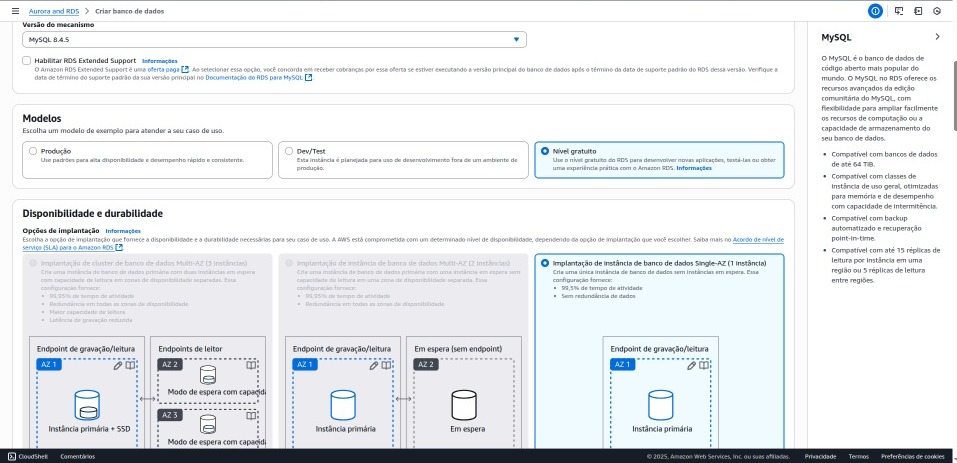 Aurora and RDS > Criar banco de dados
Versão do mecanismo
MySQL 8.4.5
Habilitar RDS Extended Support Informações
O Amazon RDS Extended Support é uma oferta paga. Ao selecionar essa opção, você concorda em receber cobranças por essa oferta se estiver executando a versão principal do banco de dados após o término da data de suporte padrão do RDS dessa versão. Verifique a
data de término do suporte padrão da sua versão principal no Documentação do RDS para MySQL.
Modelos
Escolha um modelo de exemplo para atender a seu caso de uso.
Produção
Use padrões para alta disponibilidade e desempenho rápido e consistente.
Dev/Test
Esta instância é planejada para uso de desenvolvimento fora de um ambiente de
produção.
Nível gratuito
Use o nível gratuito do RDS para desenvolver novas aplicações, testá-las ou obter
uma experiência prática com o Amazon RDS. Informações
Disponibilidade e durabilidade
Opções de implantação Informações
Escolha a opção de implantação que fornece a disponibilidade e a durabilidade necessárias para seu caso de uso. A AWS está comprometida com um determinado nível de disponibilidade, dependendo da opção de implantação que você escolher. Saiba mais no Acordo de nível de
serviço (SLA) para o Amazon RDS
Implantação de cluster de banco de dados Multi-AZ (3 instâncias)
Cria uma instância de banco de dados primária com duas instâncias em espera
com capacidade de leitura em zonas de disponibilidade separadas. Essa
configuração fornece:
• 99,95% de tempo de atividade
• Redundância em todas as zonas de disponibilidade
• Maior capacidade de leitura
• Latência de gravação reduzida
Endpoint de gravação/leitura
AZ 1
Instância primária + SSD
Endpoints de leitor
AZ 2
Modo de espera com capacida
AZ 3
Modo de espera com capacida
Implantação de instância de banco de dados Multi-AZ (2 instâncias)
Cria uma instância de banco de dados primária com uma instância em espera sem
capacidade de leitura em uma zona de disponibilidade separada. Essa
configuração fornece:
• 99,95% de tempo de atividade
• Redundância em todas as zonas de disponibilidade
Endpoint de gravação/leitura
AZ 1
Instância primária
Em espera (sem endpoint)
AZ 2
Em espera
Implantação de instância de banco de dados Single-AZ (1 instância)
Cria uma única instância de banco de dados sem instâncias em espera. Essa
configuração fornece:
• 99,5% de tempo de atividade
• Sem redundância de dados
Endpoint de gravação/leitura
AZ 1
Instância primária
MySQL
O MySQL é o banco de dados de
código aberto mais popular do
mundo. O MySQL no RDS oferece os
recursos avançados da edição
comunitária do MySQL, com
flexibilidade para ampliar facilmente
os recursos de computação ou a
capacidade de armazenamento do
seu banco de dados.
• Compatível com bancos de dados
de até 64 TIB.
• Compatível com classes de
instância de uso geral, otimizadas
para memória e de desempenho
com capacidade de intermitência.
• Compatível com backup
automatizado e recuperação
point-in-time.
• Compatível com até 15 réplicas de
leitura por instância em uma
região ou 5 réplicas de leitura
entre regiões.
CloudShell Comentários © 2025, Amazon Web Services, Inc. ou suas afiliadas. Privacidade Termos Preferências de cookies